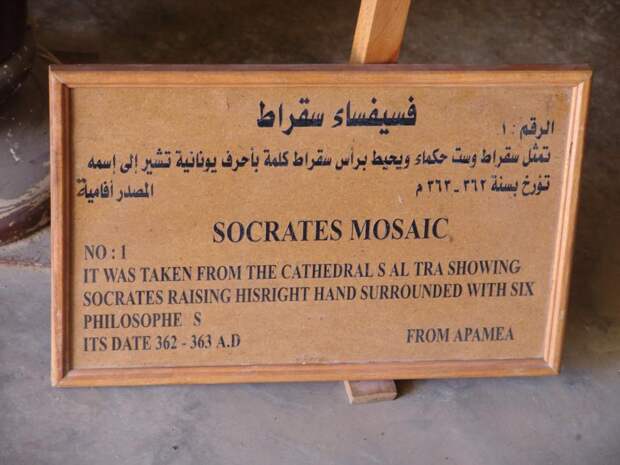 فسيفساء سقراط
الرقم : ١
تمثل سقراط وست حكماء ويحيط برأس سقراط كلمة بأحرف يونانية تشير إلى إسمه
تؤرخ بسنة ٣٦٢ - ٣٦٣ م المصدر أفامية
SOCRATES MOSAIC
NO : 1
IT WAS TAKEN FROM THE CATHEDRAL S AL TRA SHOWING
SOCRATES RAISING HISRIGHT HAND SURROUNDED WITH SIX
PHILOSOPHE S
ITS DATE 362 - 363 A.D FROM APAMEA